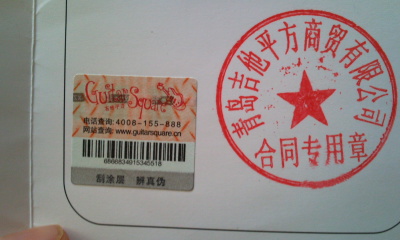 Guitar Square
电话查询:4008-155-888
网站查询:www.guitarsquare.cn
刮涂层 辨真伪
青岛吉他平方商贸有限公司
合同专用章